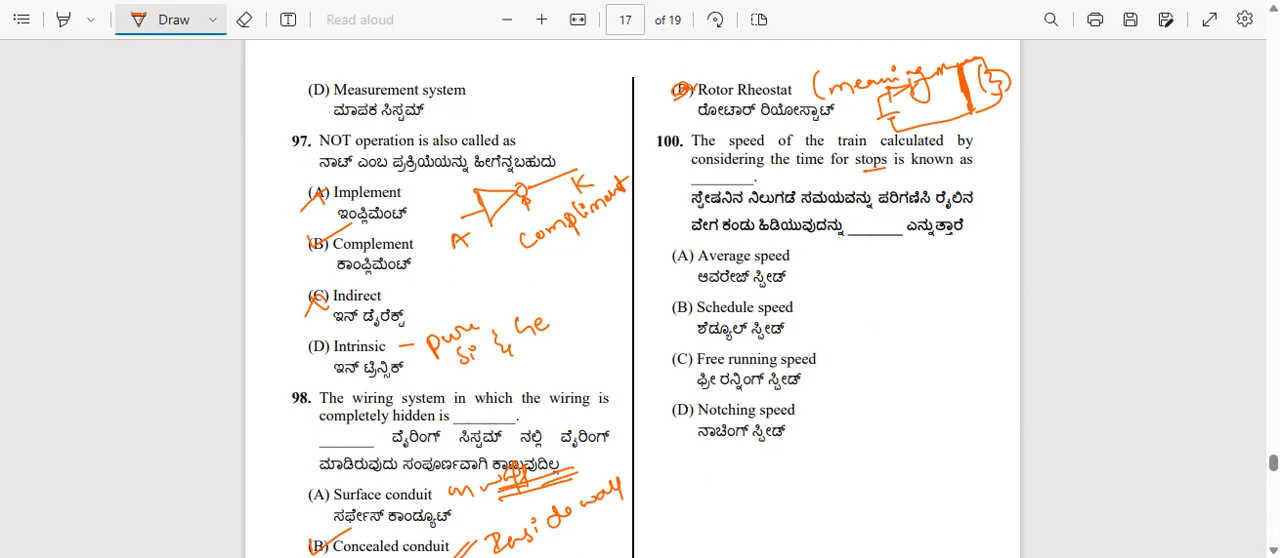 Draw
Read aloud
17 of 19
(D) Measurement system
ಮಾಪಕ ಸಿಸ್ಟಮ್
97. NOT operation is also called as
ನಾಟ್ ಎಂಬ ಪ್ರಕ್ರಿಯೆಯನ್ನು ಹೀಗೆನ್ನಬಹುದು
(A) Implement
ಇಂಪ್ಲಿಮೆಂಟ್
(B) Complement
ಕಾಂಪ್ಲಿಮೆಂಟ್
(C) Indirect
ಇನ್ ಡೈರೆಕ್ಟ್
(D) Intrinsic – pure
ಇನ್ ಟ್ರಿನ್ಸಿಕ್
Si & Ge
A
Compliment
98. The wiring system in which the wiring is
completely hidden is ________.
________ ವೈರಿಂಗ್ ಸಿಸ್ಟಮ್ ನಲ್ಲಿ ವೈರಿಂಗ್
ಮಾಡಿರುವುದು ಸಂಪೂರ್ಣವಾಗಿ ಕಾಣುವುದಿಲ್ಲ
(A) Surface conduit
ಸರ್ಫೇಸ್ ಕಾಂಡ್ಯೂಟ್
(B) Concealed conduit
wall
(B) Rotor Rheostat
ರೋಟಾರ್ ರಿಯೋಸ್ಟಾಟ್
100. The speed of the train calculated by
considering the time for stops is known as
________.
ಸ್ಟೇಷನಿನ ನಿಲುಗಡೆ ಸಮಯವನ್ನು ಪರಿಗಣಿಸಿ ರೈಲಿನ
ವೇಗ ಕಂಡು ಹಿಡಿಯುವುದನ್ನು ________ ಎನ್ನುತ್ತಾರೆ
(A) Average speed
ಆವರೇಜ್ ಸ್ಪೀಡ್
(B) Schedule speed
ಶೆಡ್ಯೂಲ್ ಸ್ಪೀಡ್
(C) Free running speed
ಫ್ರೀ ರನ್ನಿಂಗ್ ಸ್ಪೀಡ್
(D) Notching speed
ನಾಚಿಂಗ್ ಸ್ಪೀಡ್